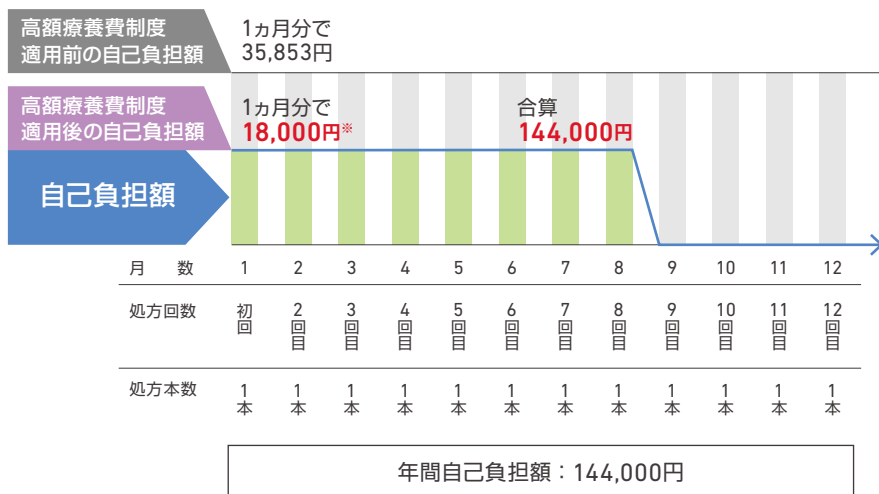 高額療養費制度
適用前の自己負担額
1ヵ月分で
35,853円
高額療養費制度
適用後の自己負担額
1ヵ月分で
18,000円※
合算
144,000円
自己負担額
月 数 1 2 3 4 5 6 7 8 9 10 11 12
処方回数 初回 2回目 3回目 4回目 5回目 6回目 7回目 8回目 9回目 10回目 11回目 12回目
処方本数 1本 1本 1本 1本 1本 1本 1本 1本 1本 1本 1本 1本
年間自己負担額：144,000円